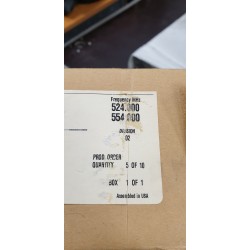 Frequency MHz
524.000
554.000
DIVISION
02
PROD. ORDER
QUANTITY 5 OF 10
BOX 1 OF 1
Assembled in USA